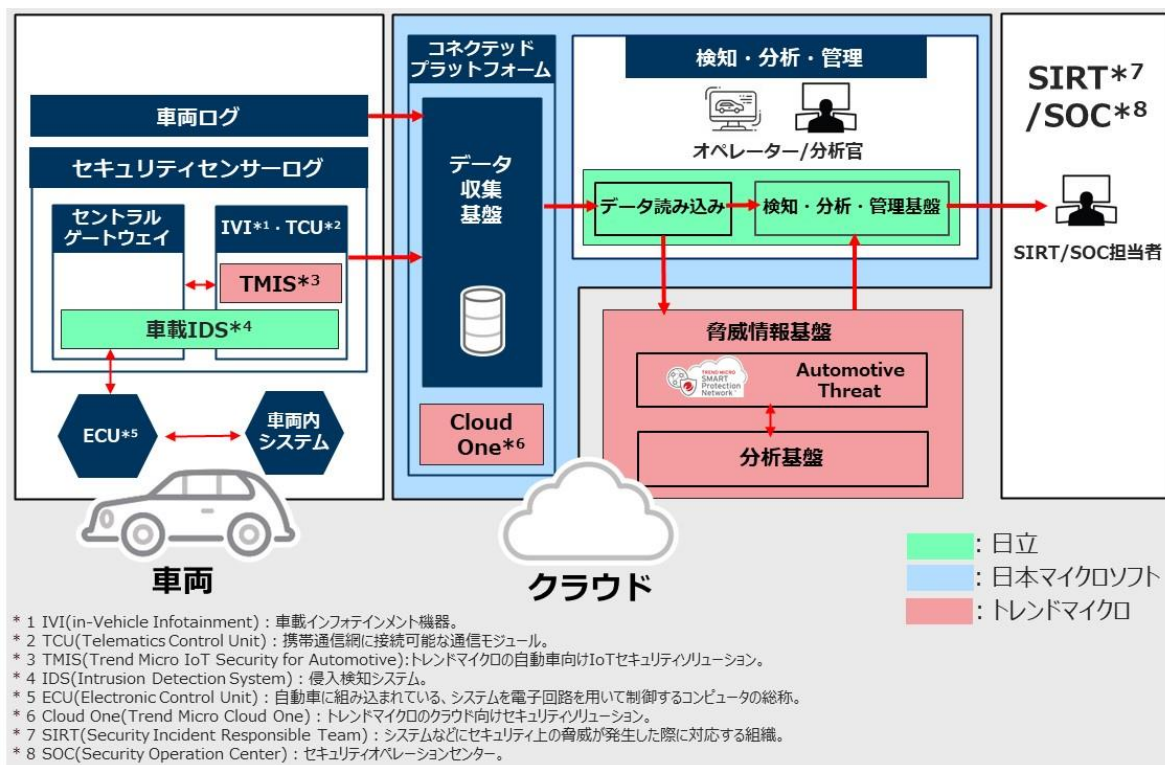 車両ログ
セキュリティセンサーログ
セントラル
ゲートウェイ
IVI*1・TCU*2
TMIS*3
車載IDS*4
ECU*5
車両内
システム
車両
コネクテッド
プラットフォーム
データ
収集
基盤
Cloud
One*6
クラウド
検知・分析・管理
オペレーター/分析官
データ読み込み
検知・分析・管理基盤
脅威情報基盤
TREND MICRO
SMART
Protection
Network™
Automotive
Threat
分析基盤
SIRT*7
/SOC*8
SIRT/SOC担当者
：日立
：日本マイクロソフト
：トレンドマイクロ
* 1 IVI(in-Vehicle Infotainment)：車載インフォテインメント機器。
* 2 TCU(Telematics Control Unit)：携帯通信網に接続可能な通信モジュール。
* 3 TMIS(Trend Micro IoT Security for Automotive):トレンドマイクロの自動車向けIoTセキュリティソリューション。
* 4 IDS(Intrusion Detection System)：侵入検知システム。
* 5 ECU(Electronic Control Unit)：自動車に組み込まれている、システムを電子回路を用いて制御するコンピュータの総称。
* 6 Cloud One(Trend Micro Cloud One)：トレンドマイクロのクラウド向けセキュリティソリューション。
* 7 SIRT(Security Incident Responsible Team)：システムなどにセキュリティ上の脅威が発生した際に対応する組織。
* 8 SOC(Security Operation Center)：セキュリティオペレーションセンター。